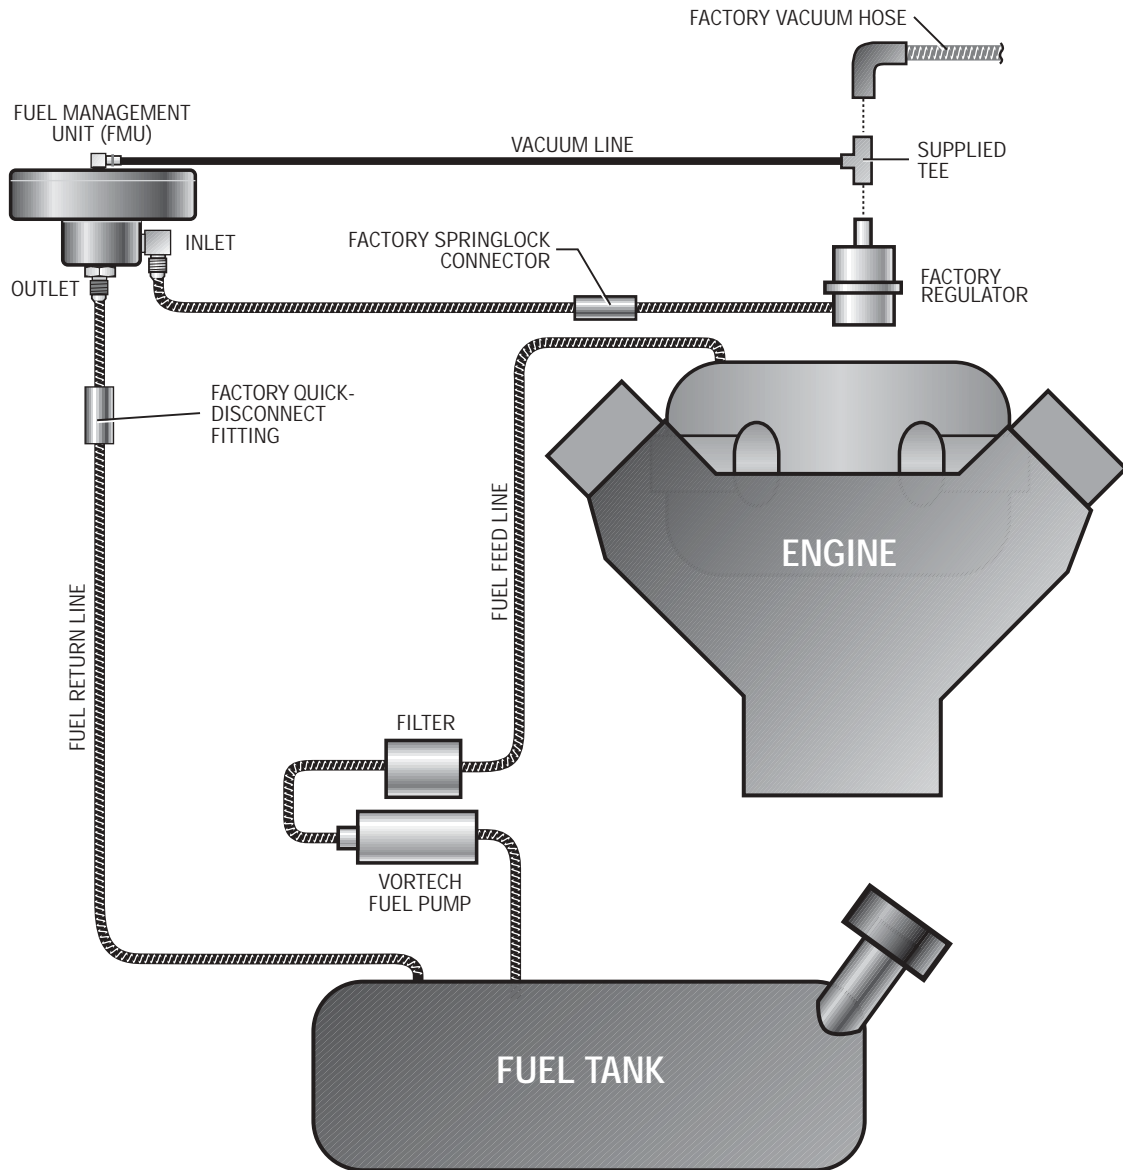 FACTORY VACUUM HOSE
FUEL MANAGEMENT
UNIT (FMU)
VACUUM LINE
SUPPLIED
TEE
INLET
FACTORY SPRINGLOCK
CONNECTOR
FACTORY
REGULATOR
OUTLET
FACTORY QUICK-
DISCONNECT
FITTING
FUEL FEED LINE
ENGINE
FUEL RETURN LINE
FILTER
VORTECH
FUEL PUMP
FUEL TANK